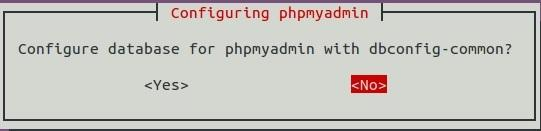 Configuring phpmyadmin
Configure database for phpmyadmin with dbconfig-common?
<Yes> <No>